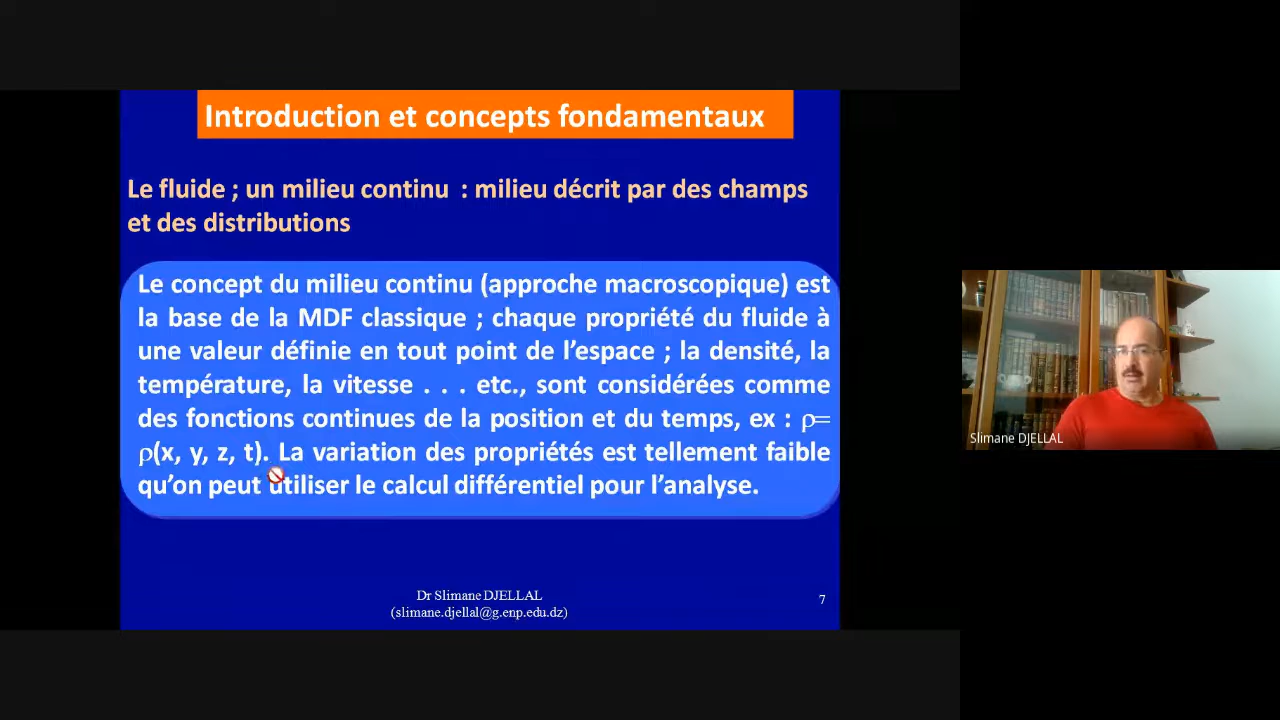 Introduction et concepts fondamentaux
Le fluide ; un milieu continu : milieu décrit par des champs
et des distributions
Le concept du milieu continu (approche macroscopique) est
la base de la MDF classique ; chaque propriété du fluide à
une valeur définie en tout point de l’espace ; la densité, la
température, la vitesse . . etc., sont considérées comme
des fonctions continues de la position et du temps, ex : ρ=
ρ(x, y, z, t). La variation des propriétés est tellement faible
qu’on peut utiliser le calcul différentiel pour l’analyse.
Dr Slimane DJELLAL
(slimane.djellal@g.enp.edu.dz)
7
Slimane DJELLAL